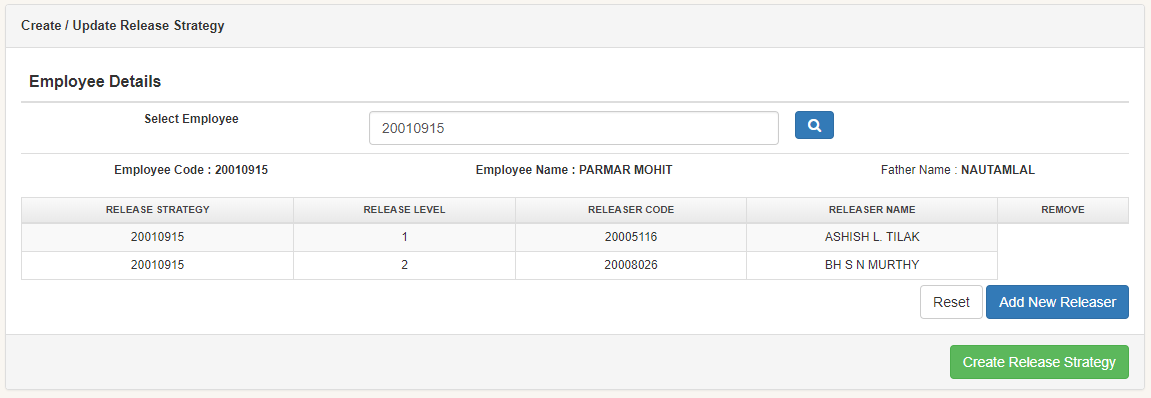 Create / Update Release Strategy
Employee Details
Select Employee 20010915
Employee Code : 20010915 Employee Name : PARMAR MOHIT Father Name : NAUTAMLAL
RELEASE STRATEGY RELEASE LEVEL RELEASER CODE RELEASER NAME REMOVE
20010915 1 20005116 ASHISH L. TILAK
20010915 2 20008026 BH S N MURTHY
Reset Add New Releaser
Create Release Strategy